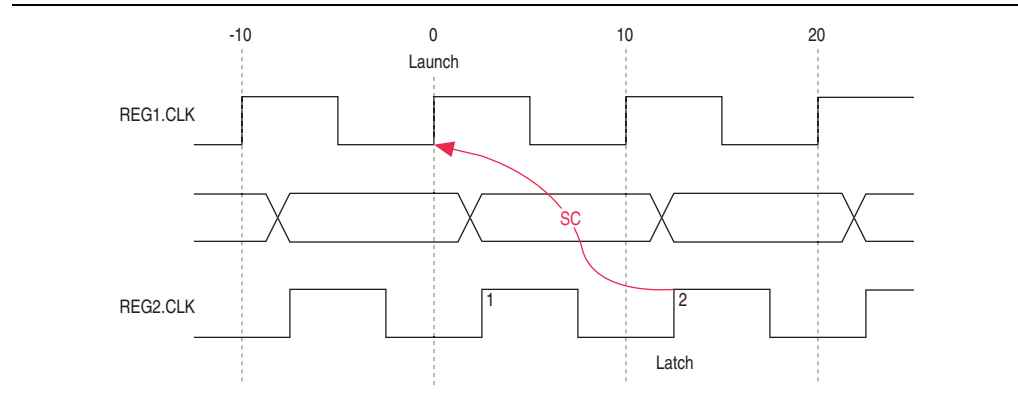 -10 0 10 20
Launch
REG1.CLK
SC
REG2.CLK
1 2
Latch